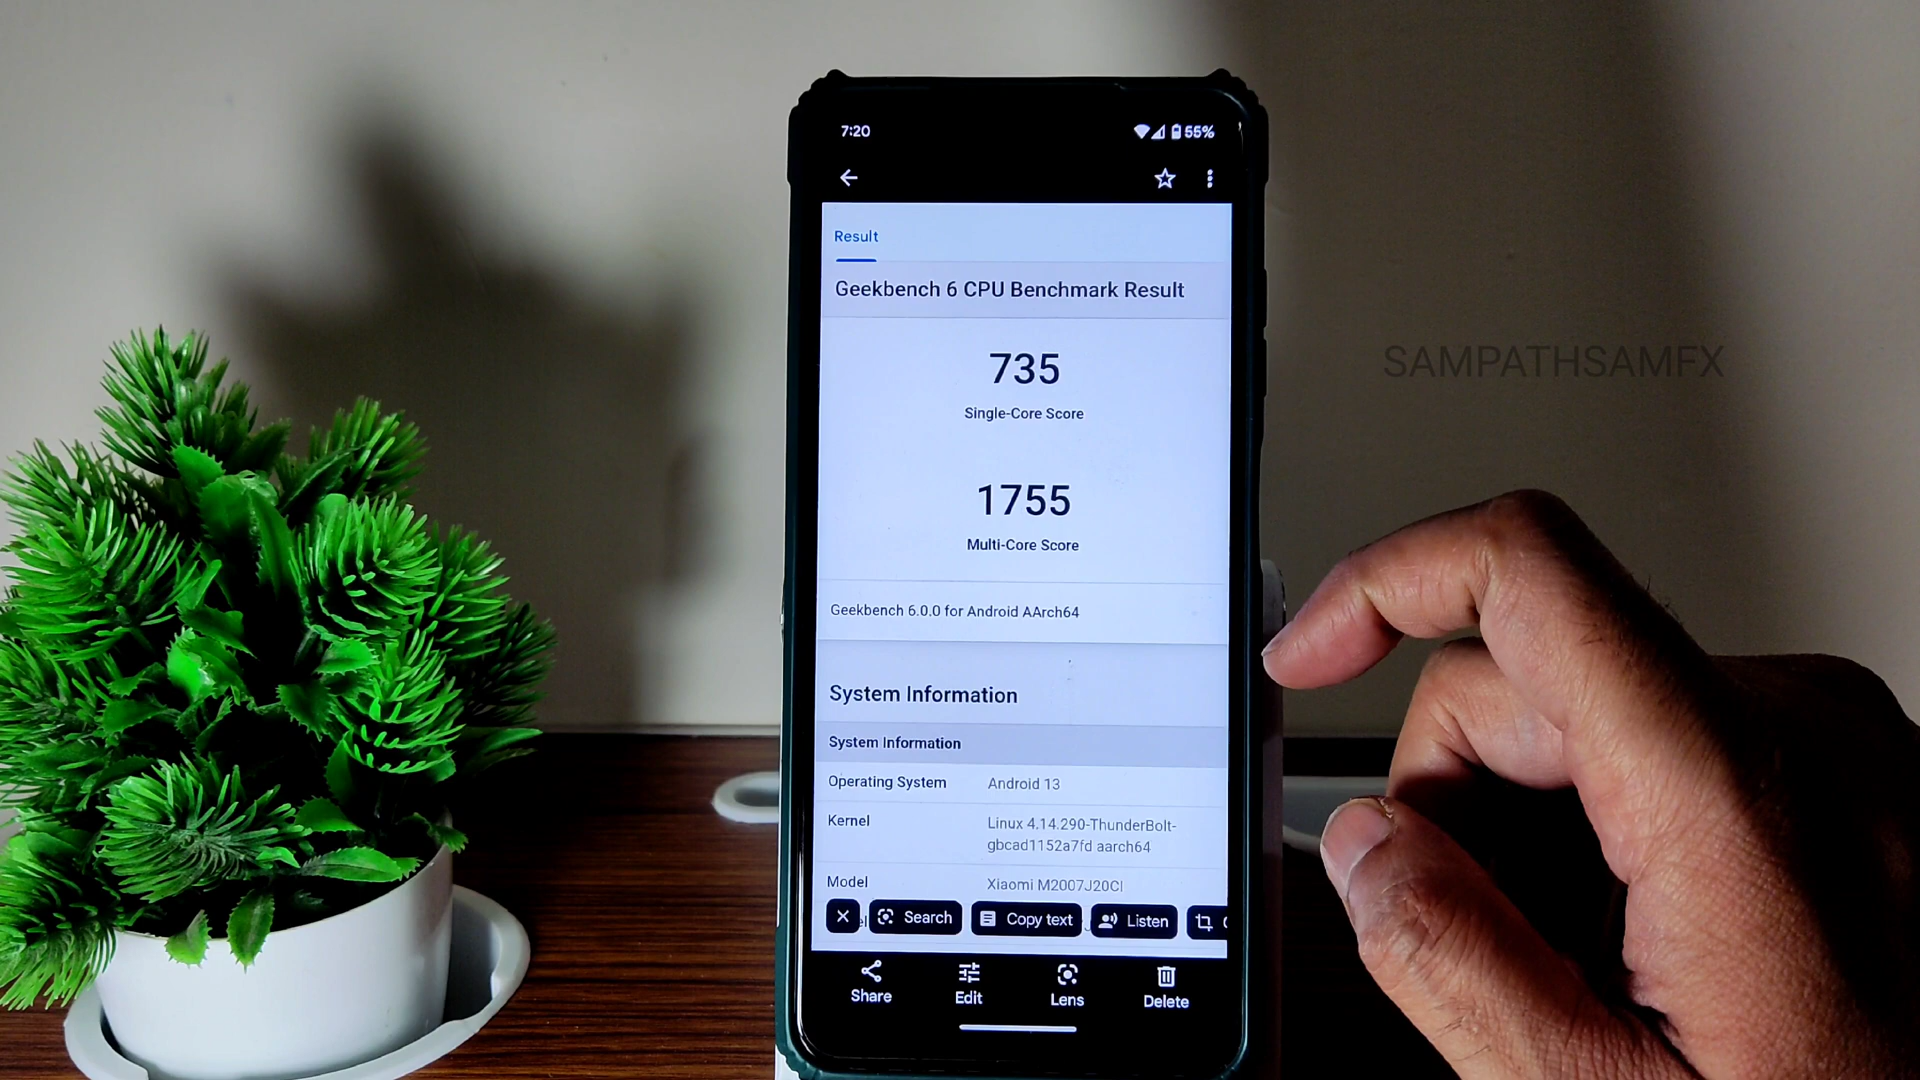 7:20
55%
Result
Geekbench 6 CPU Benchmark Result
735
Single-Core Score
1755
Multi-Core Score
Geekbench 6.0.0 for Android AArch64
System Information
System Information
Operating System Android 13
Kernel Linux 4.14.290-ThunderBolt-
gbcad1152a7fd aarch64
Model Xiaomi M2007J20CI
Search Copy text Listen
Share Edit Lens Delete
SAMPATHSAMFX